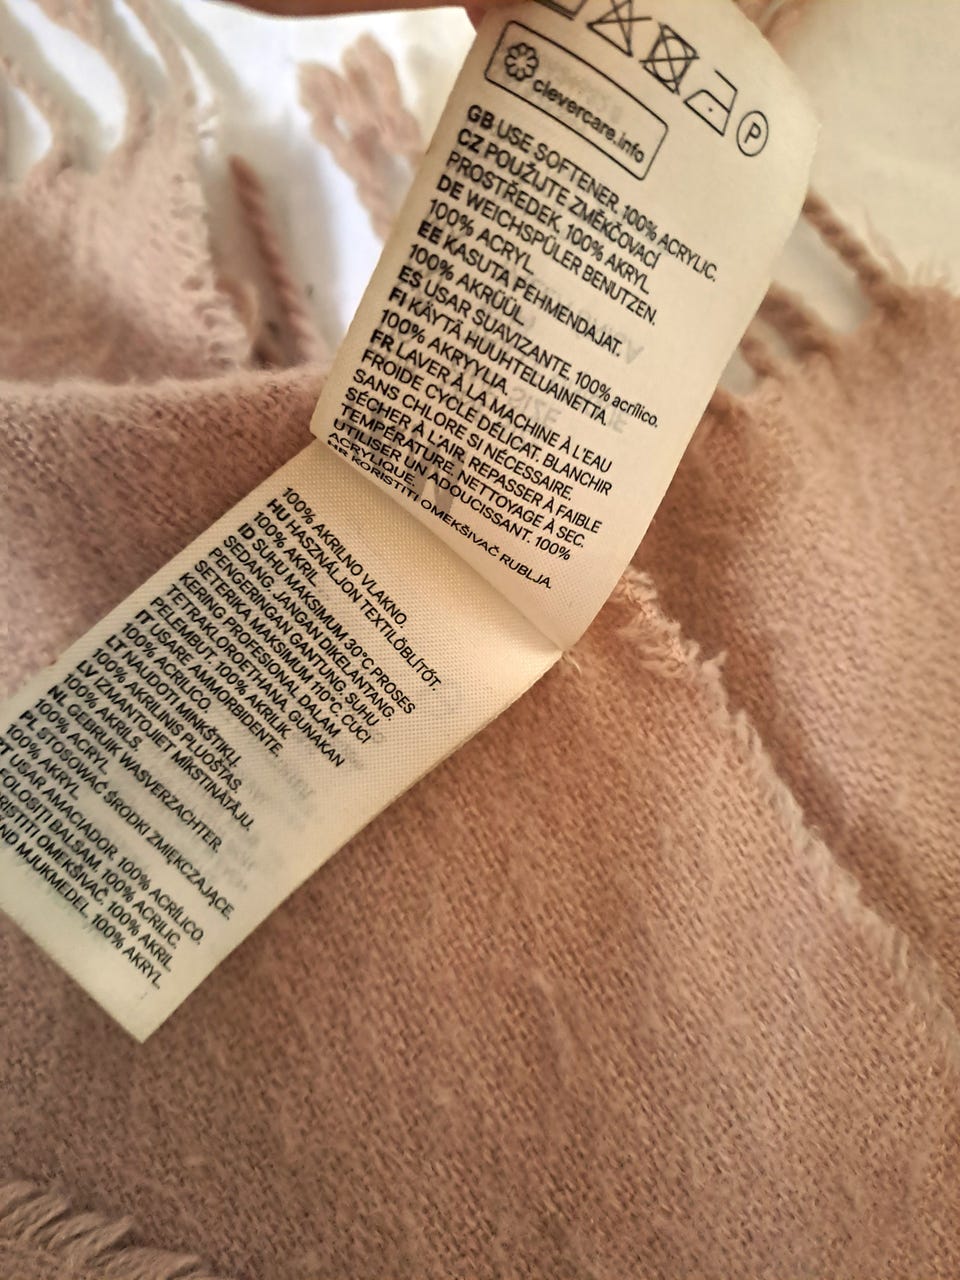 clevercare.info
P
GB USE SOFTENER, 100% ACRYLIC.
CZ POUŽIJTE ZMĚKČOVACÍ
PROSTŘEDEK, 100% AKRYL
DE WEICHSPÜLER BENUTZEN.
100% ACRYL
EE KASUTA PEHMENDAJAT.
100% AKRÜÜL
ES USAR SUAVIZANTE, 100% acrílico.
FI KÄYTÄ HUUHTELUAINETTA.
100% AKRYYLIA
FR LAVER À LA MACHINE À L'EAU
FROIDE CYCLE DÉLICAT. BLANCHIR
SANS CHLORE SI NÉCESSAIRE.
SÉCHER À L'AIR, REPASSER À FAIBLE
TEMPÉRATURE, NETTOYAGE À SEC.
UTILISER UN ADOUCISSANT. 100%
ACRYLIQUE.
KORISTITI OMEKŠIVAČ RUBLJA.
100% AKRILNO VLAKNO.
HU HASZNÁLJON TEXTILÖBLÍTŐT.
100% AKRIL
ID SUHU MAKSIMUM 30°C PROSES
SEDANG, JANGAN DIKELANTANG.
PENGERINGAN GANTUNG, SUHU
SETERIKA MAKSIMUM 110°C, CUCI
KERING PROFESIONAL DALAM
TETRAKLOROETHANA, GUNAKAN
PELEMBUT, 100% AKRILIK
IT USARE AMMORBIDENTE.
100% ACRILICO.
LT NAUDOTI MINKŠTIKLĮ.
100% AKRILINIS PLUOŠTAS.
LV IZMANTOJIET MĪKSTINĀTĀJU.
100% AKRILS.
NL GEBRUIK WASVERZACHTER.
100% ACRYL
PL STOSOWAĆ ŚRODKI ZMIĘKCZAJĄCE.
100% AKRYL
PT USAR AMACIADOR, 100% ACRÍLICO.
FOLOSITI BALSAM, 100% ACRILIC.
OMEKŠIVAČ, 100% AKRIL
MJUKMEDEL, 100% AKRYL